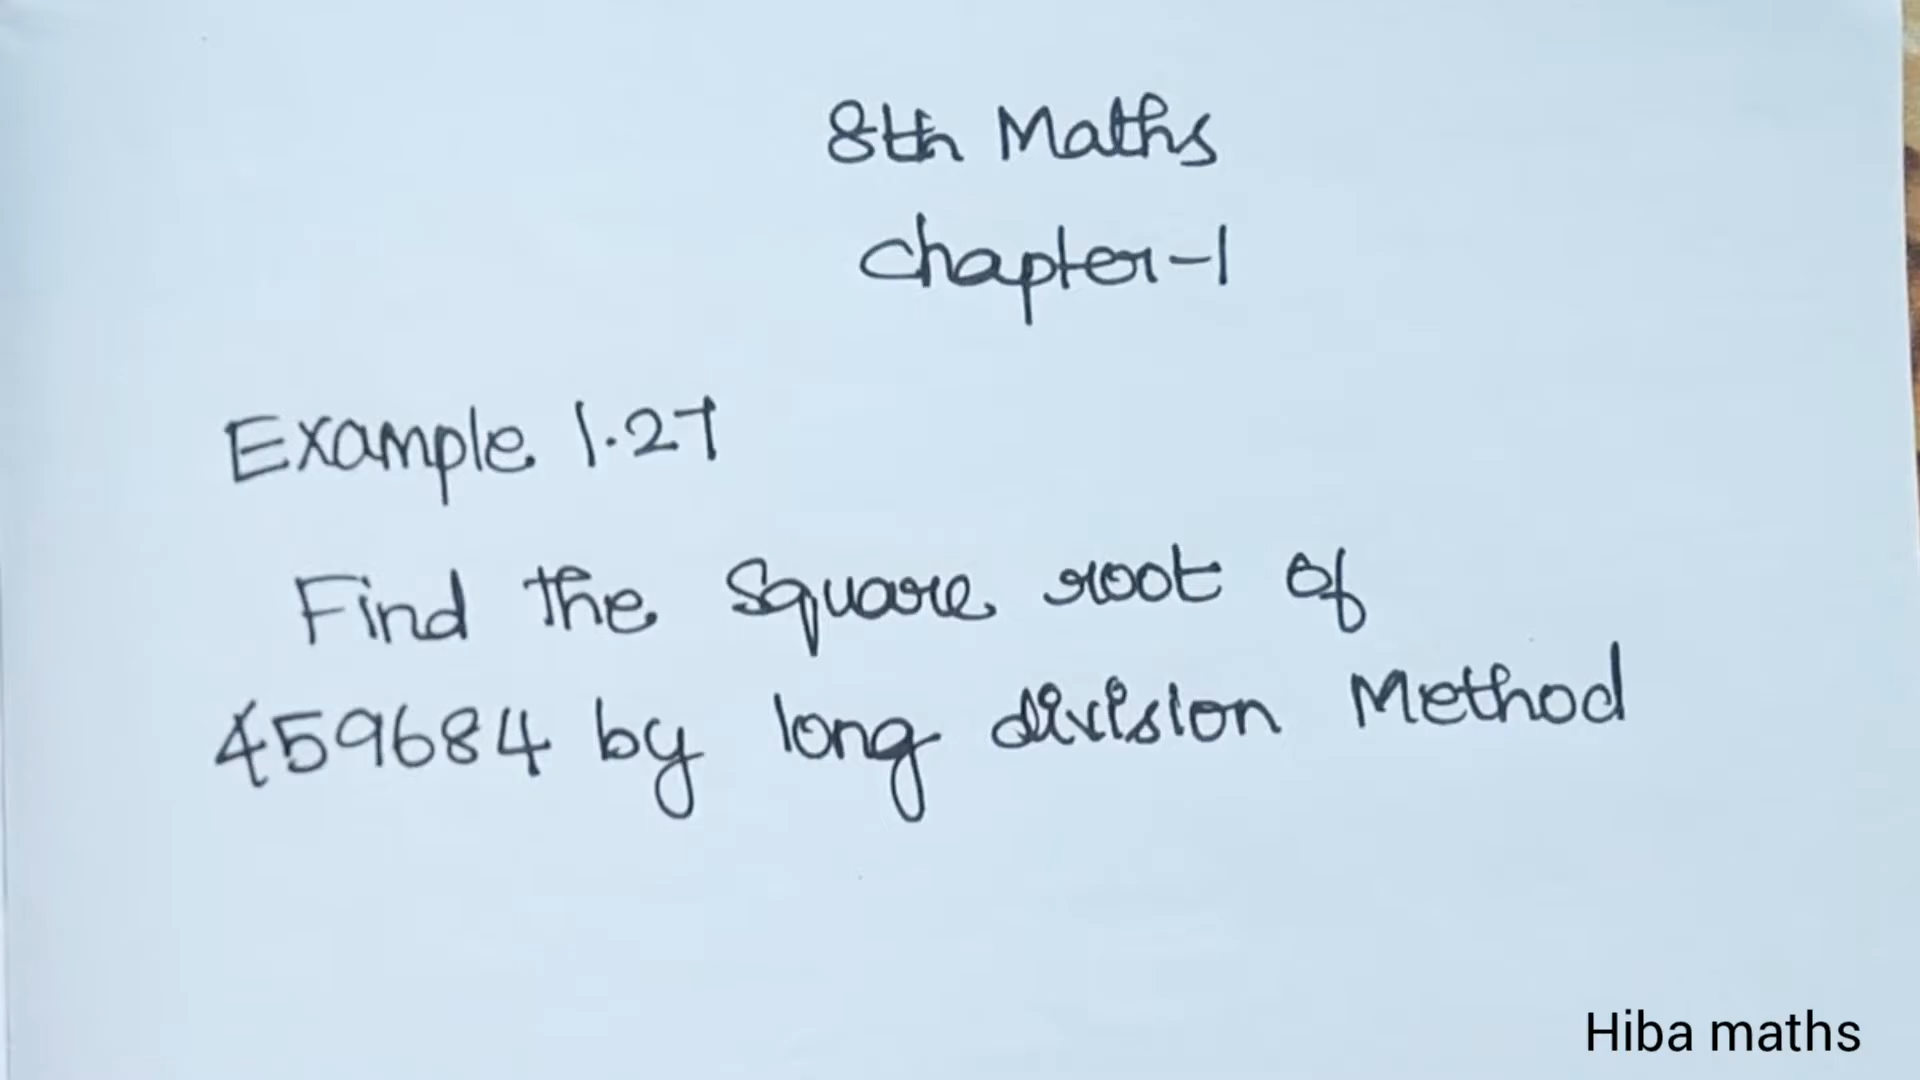 8th Maths
Chapter-1
Example 1.27
Find the Square root of
459684 by long division Method
Hiba maths